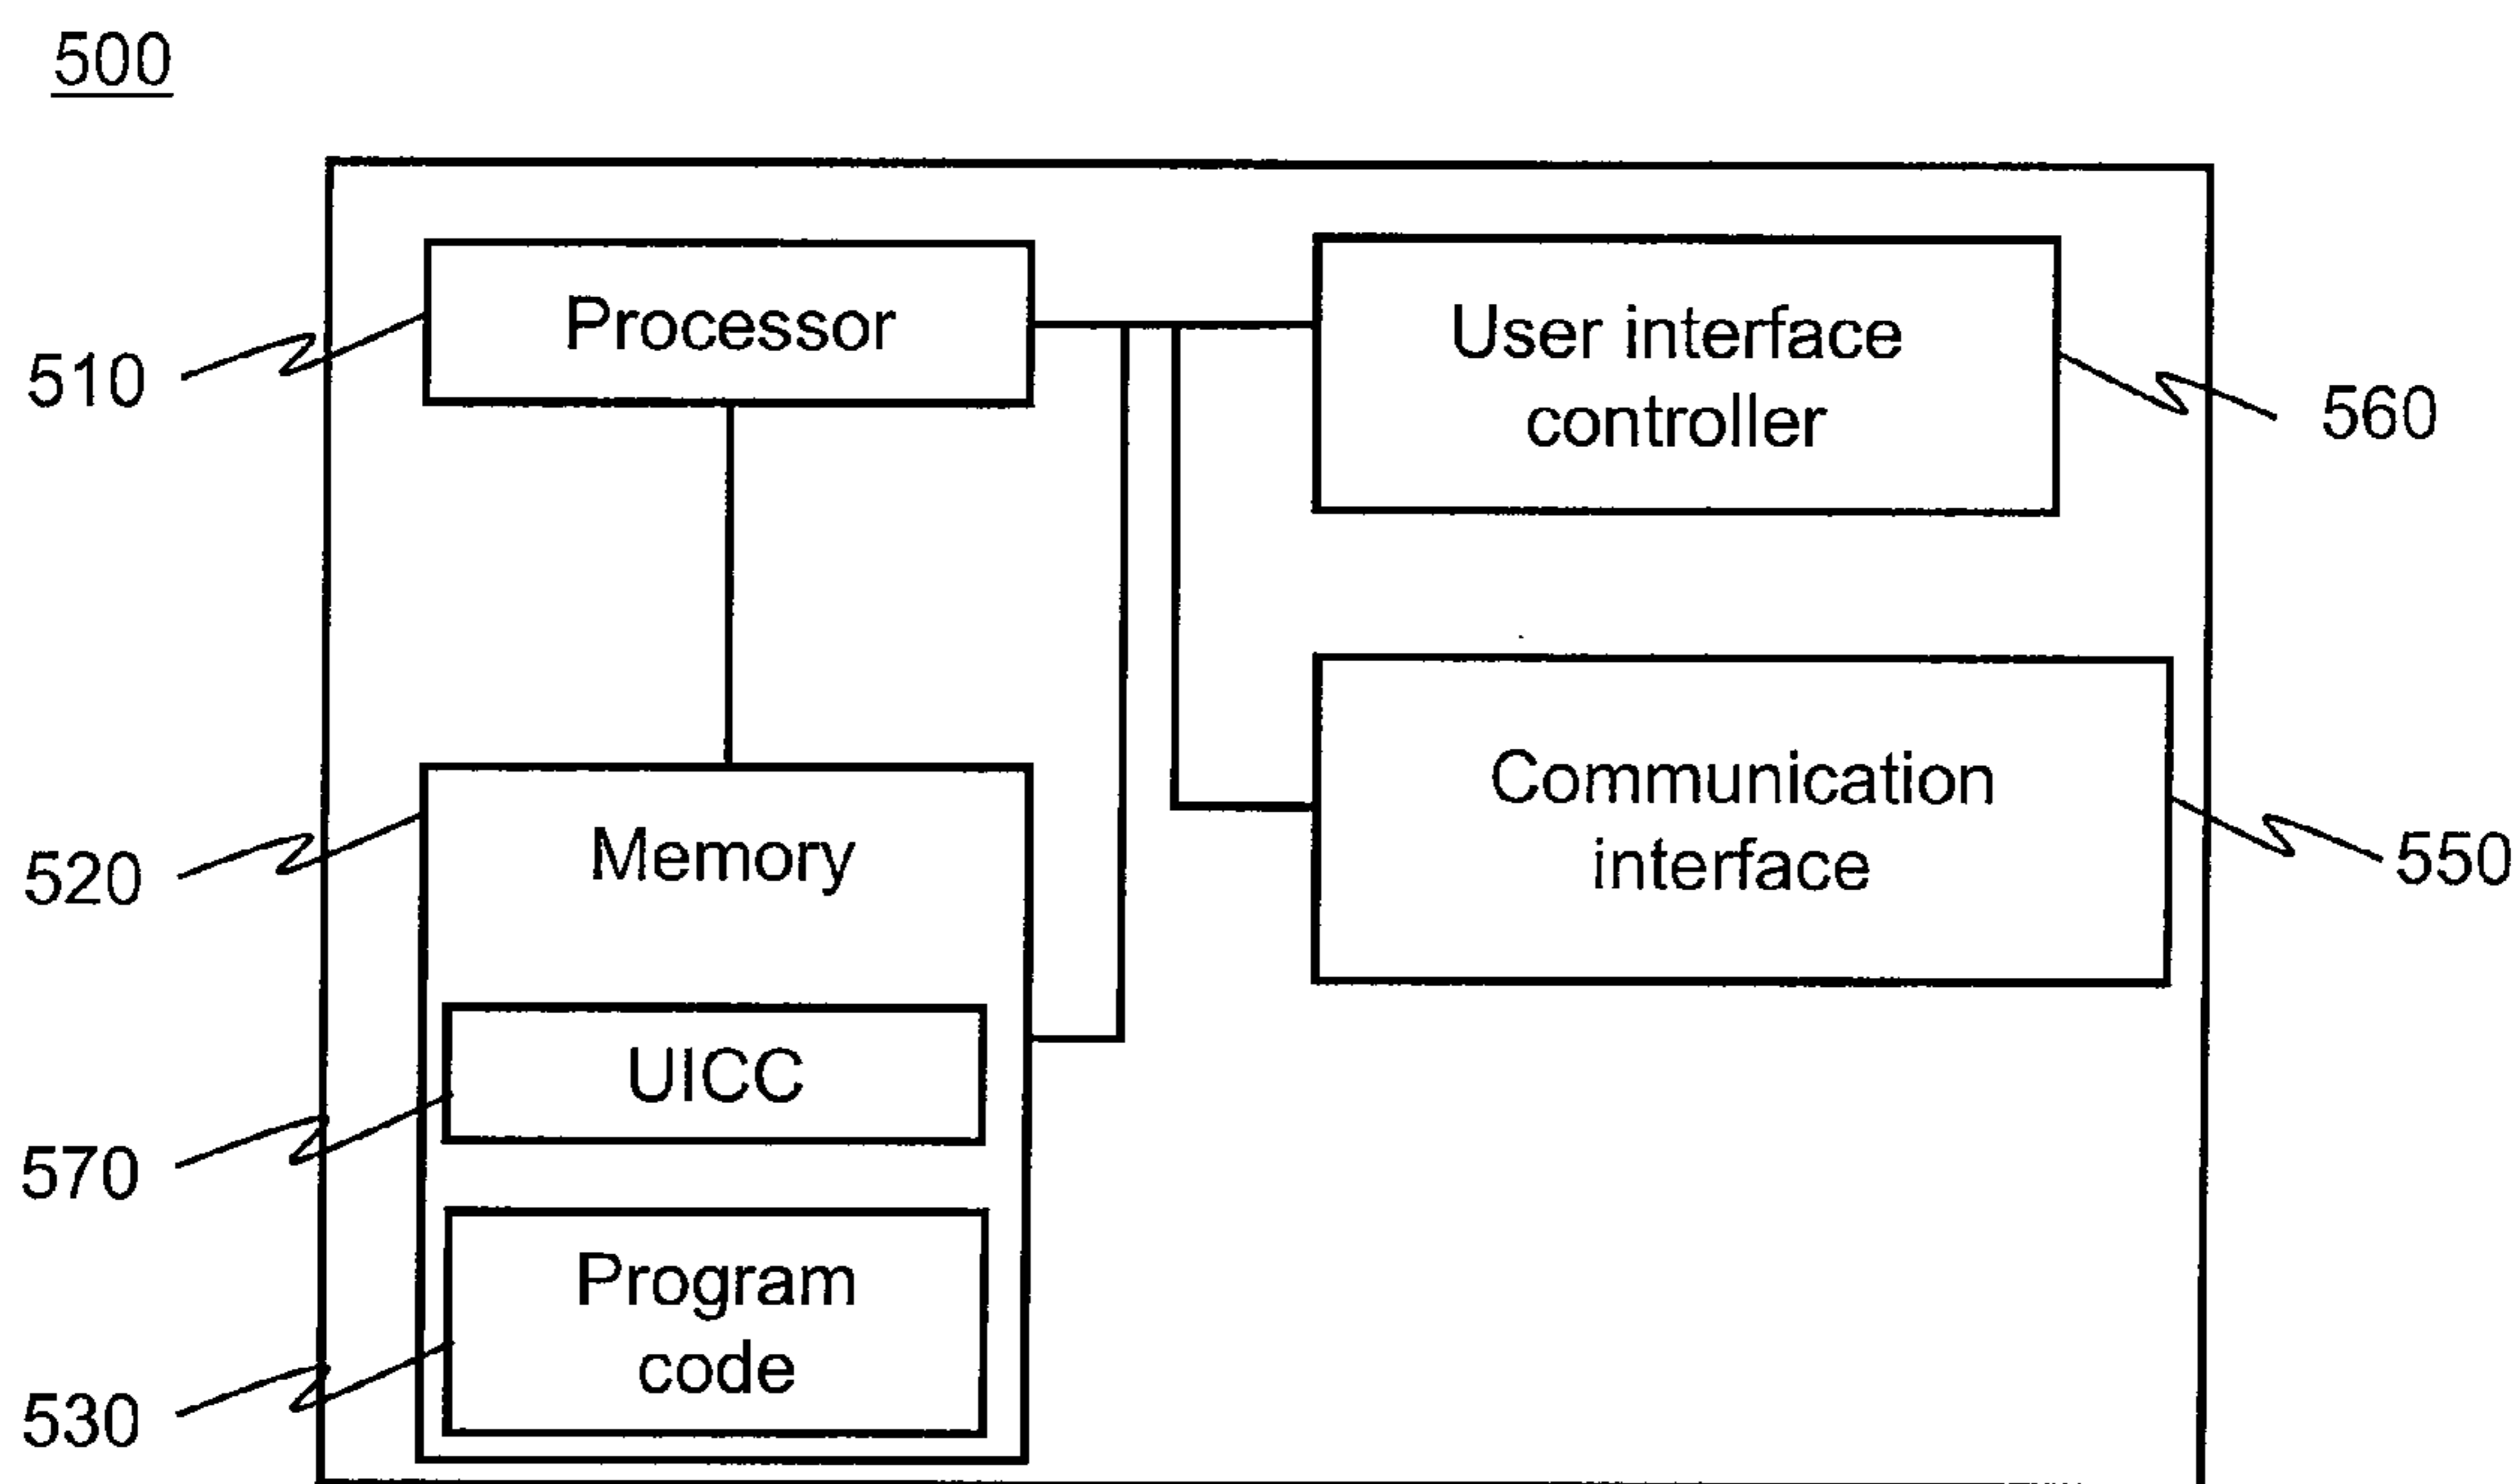 500
Processor
User interface
controller
510
560
Communication
interface
550
Memory
520
UICC
570
Program
code
530